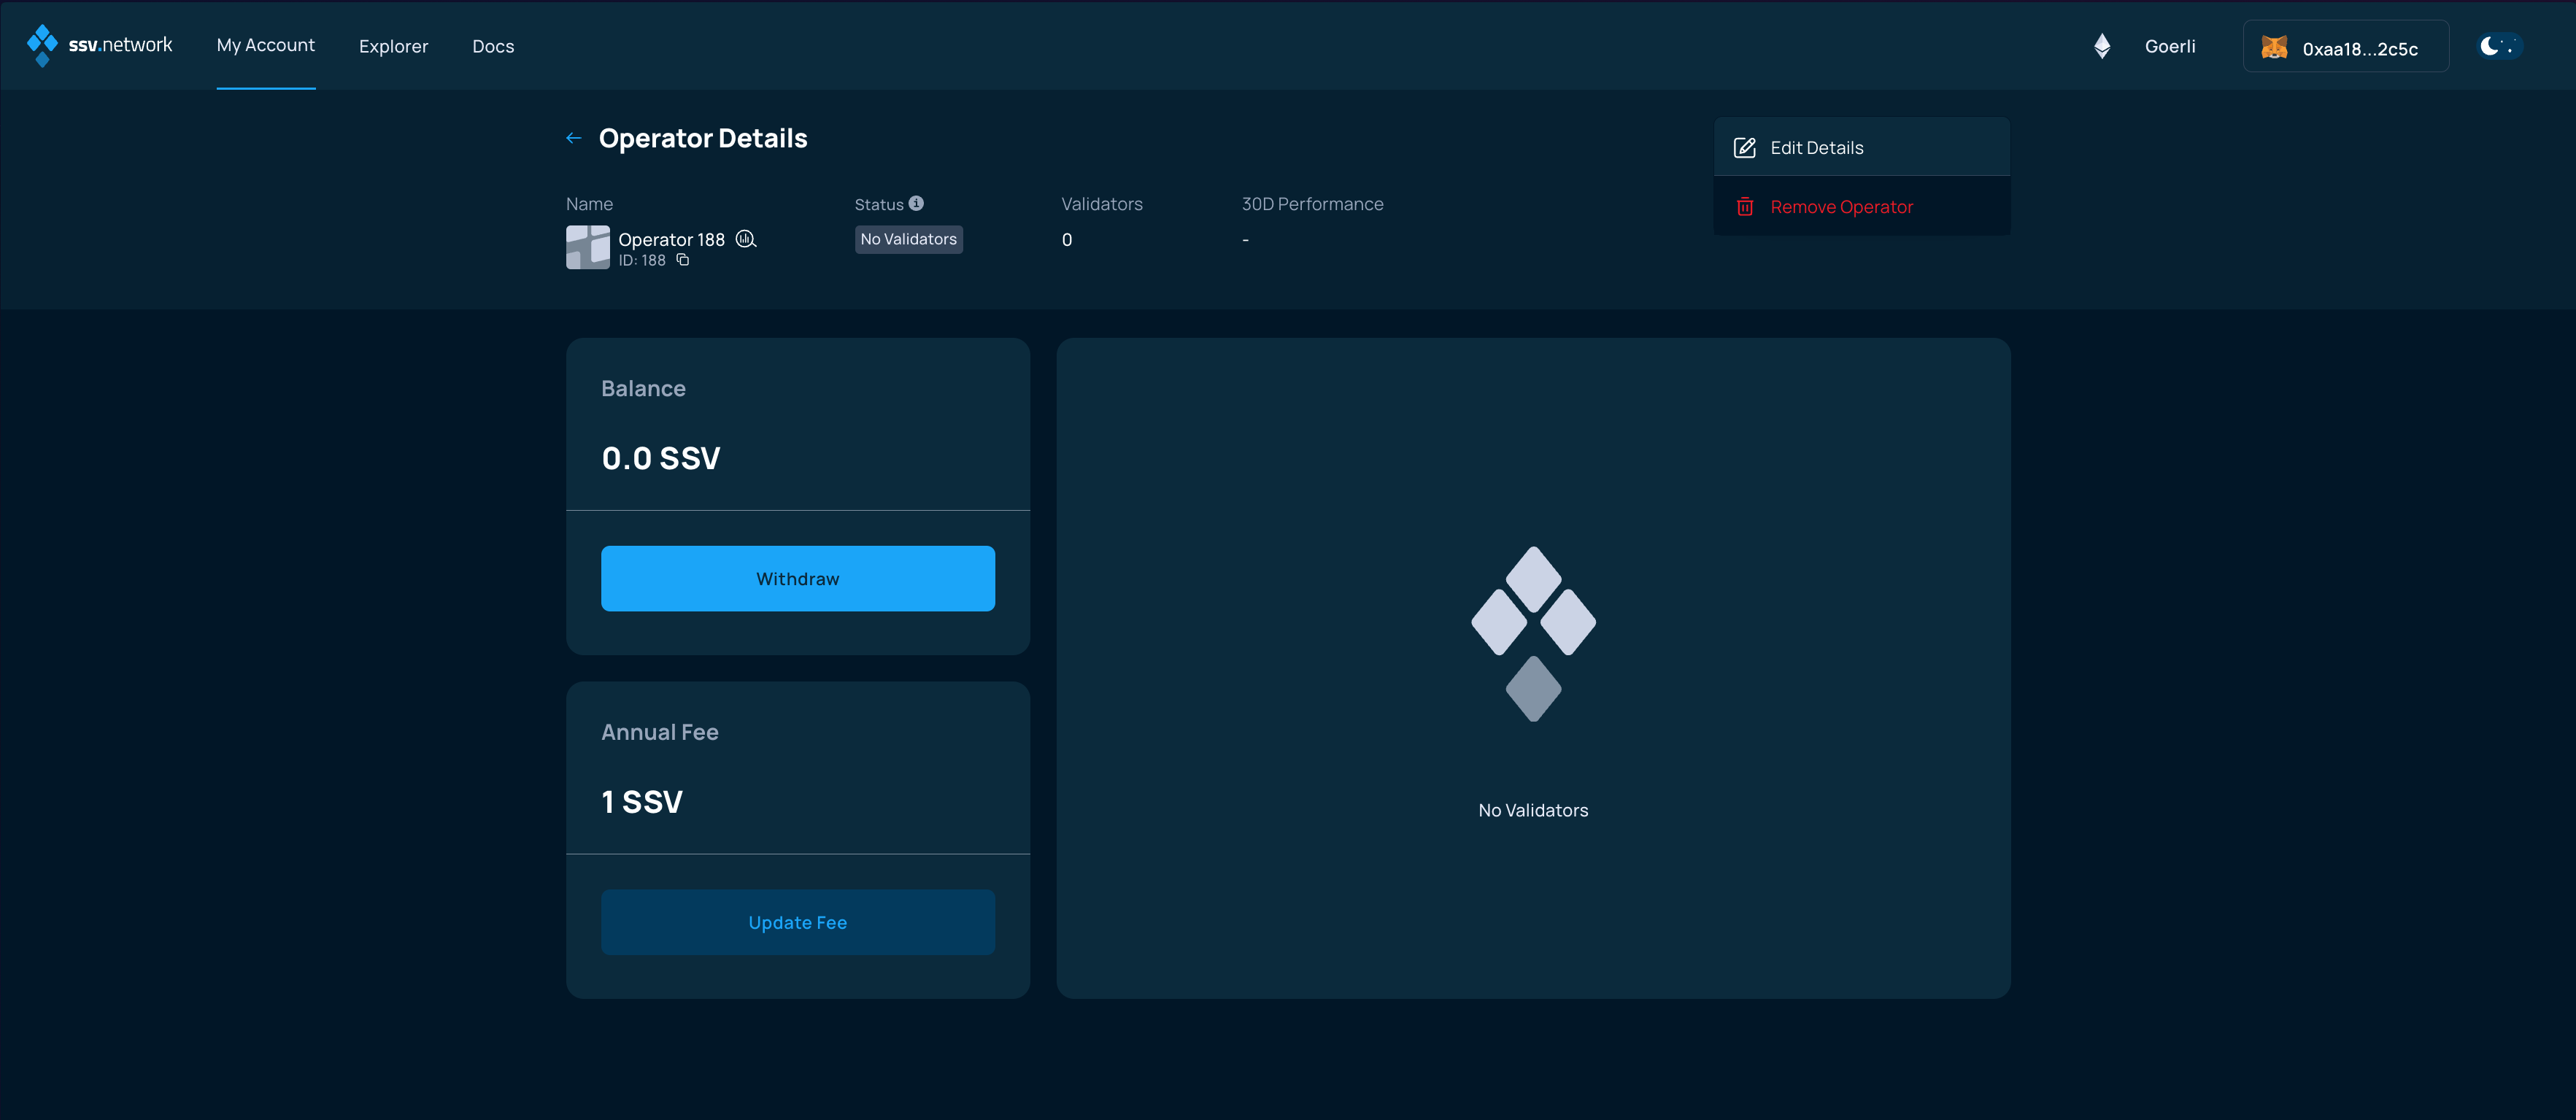 ssv.network My Account Explorer Docs Goerli 0xaa18...2c5c
Operator Details
Edit Details
Remove Operator
Name Status Validators 30D Performance
Operator 188 No Validators 0 -
ID: 188
Balance
0.0 SSV
Withdraw
Annual Fee
1 SSV
Update Fee
No Validators